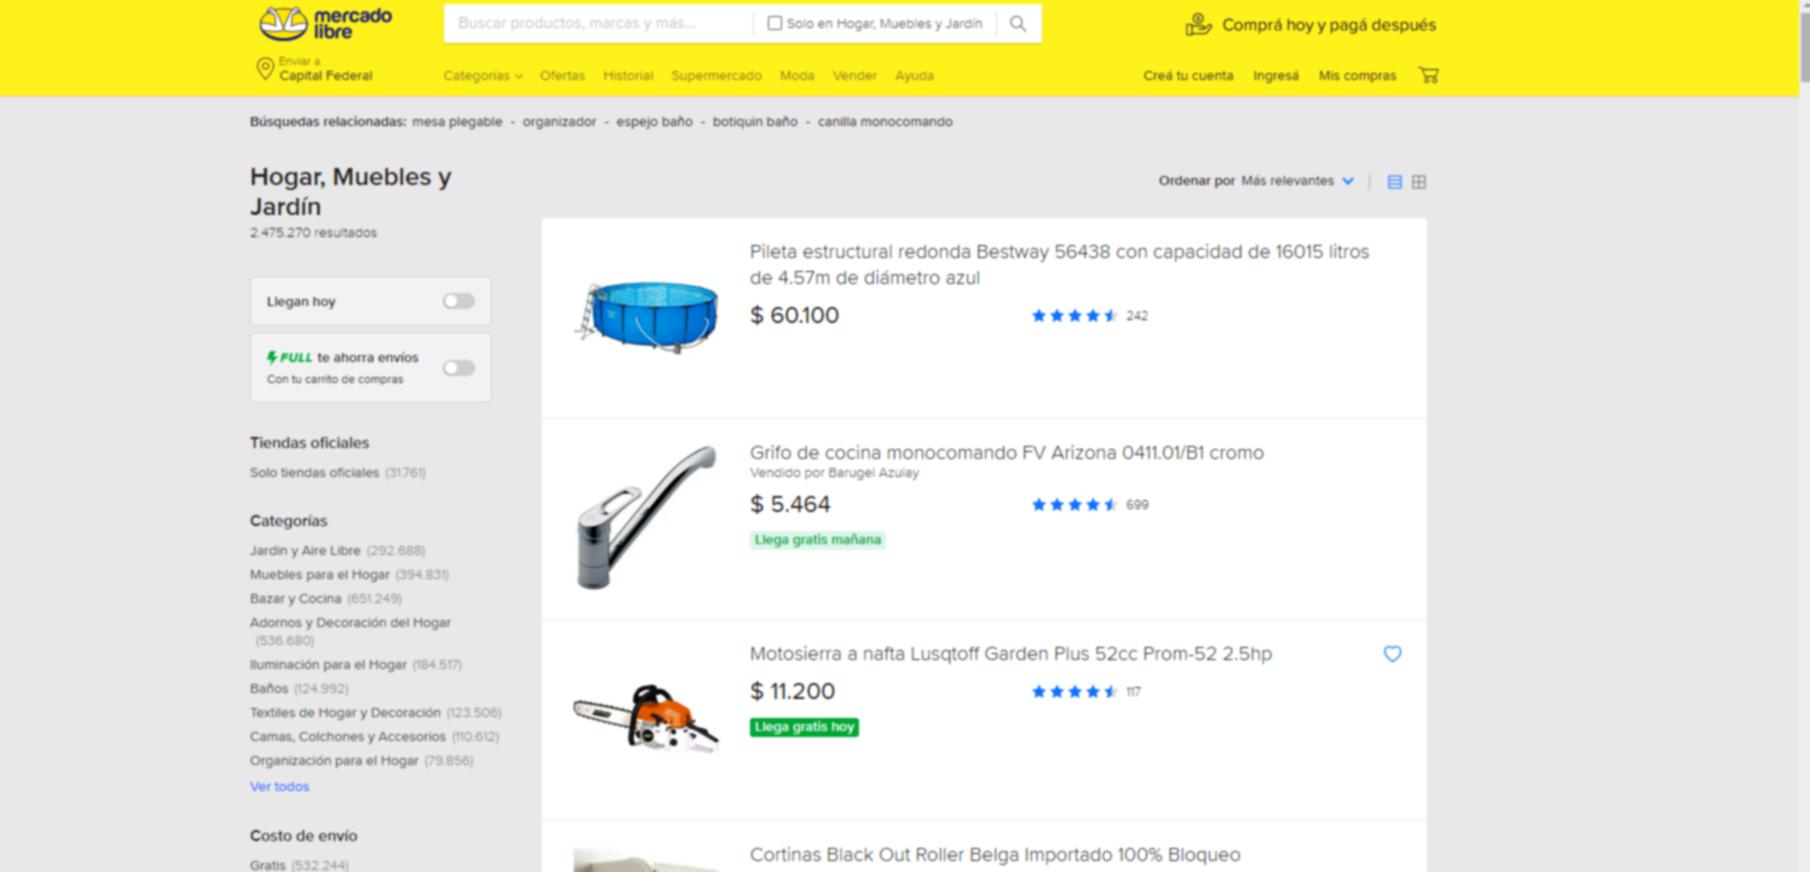 mercado
libre
Buscar productos, marcas y más...
Solo en Hogar, Muebles y Jardín
Comprá hoy y pagá después
Enviar a
Capital Federal
Categorías
Ofertas
Historial
Supermercado
Moda
Vender
Ayuda
Creá tu cuenta
Ingresá
Mis compras
Búsquedas relacionadas: mesa plegable - organizador - espejo baño - botiquin baño - canilla monocomando
Hogar, Muebles y
Jardín
2.475.270 resultados
Ordenar por Más relevantes
Llegan hoy
FULL te ahorra envíos
Con tu carrito de compras
Tiendas oficiales
Solo tiendas oficiales (31.761)
Categorías
Jardin y Aire Libre (292.688)
Muebles para el Hogar (394.831)
Bazar y Cocina (651.249)
Adornos y Decoración del Hogar
(536.680)
Iluminación para el Hogar (184.517)
Baños (124.992)
Textiles de Hogar y Decoración (123.506)
Camas, Colchones y Accesorios (110.612)
Organización para el Hogar (79.856)
Ver todos
Costo de envío
Gratis (532.244)
Pileta estructural redonda Bestway 56438 con capacidad de 16015 litros
de 4.57m de diámetro azul
$ 60.100
242
Grifo de cocina monocomando FV Arizona 0411.01/B1 cromo
Vendido por Barugel Azulay
$ 5.464
699
Llega gratis mañana
Motosierra a nafta Lusqtoff Garden Plus 52cc Prom-52 2.5hp
$ 11.200
117
Llega gratis hoy
Cortinas Black Out Roller Belga Importado 100% Bloqueo